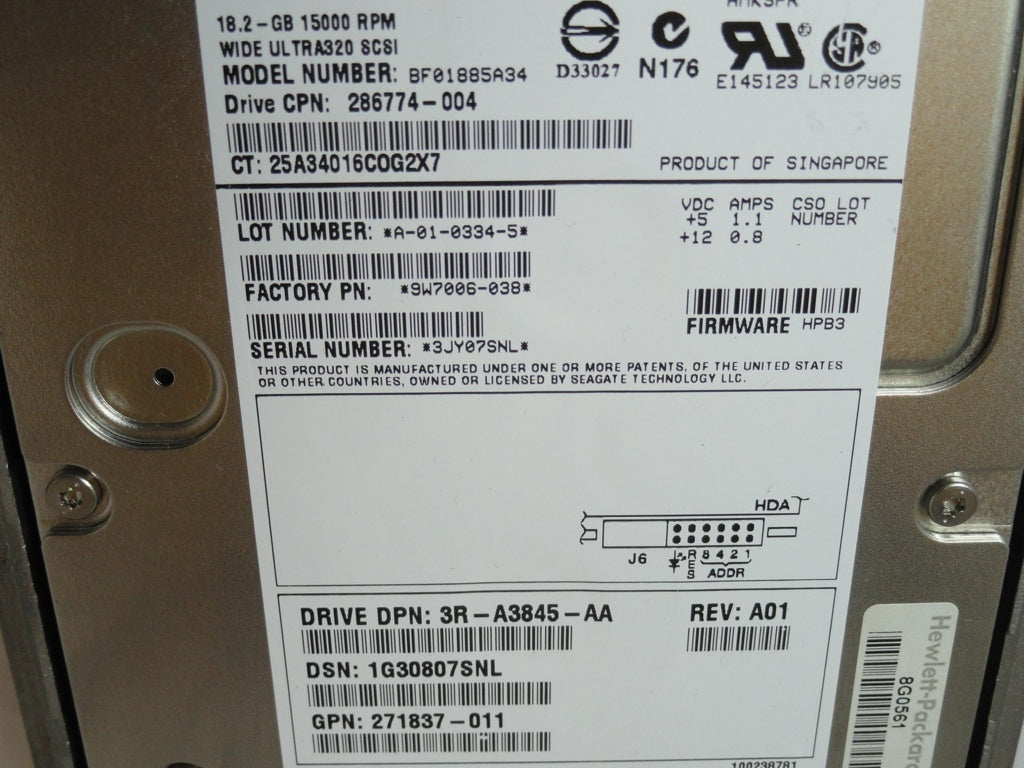 18.2-GB 15000 RPM
WIDE ULTRA320 SCSI
MODEL NUMBER: BF01885A34
Drive CPN: 286774-004
D33027
N176
E145123 LR107905
CT: 25A34016C0G2X7
PRODUCT OF SINGAPORE
LOT NUMBER: *A-01-0334-5*
VDC AMPS CSO LOT
+5 1.1 NUMBER
+12 0.8
FACTORY PN: *9W7006-038*
FIRMWARE HPB3
SERIAL NUMBER: *3JY07SNL*
THIS PRODUCT IS MANUFACTURED UNDER ONE OR MORE PATENTS, OF THE UNITED STATES
OR OTHER COUNTRIES, OWNED OR LICENSED BY SEAGATE TECHNOLOGY LLC.
HDA
J6
RES
8 4 2 1
ADDR
DRIVE DPN: 3R-A3845-AA
REV: A01
DSN: 1G30807SNL
GPN: 271837-011
100238781
Hewlett-Packard
8G0561